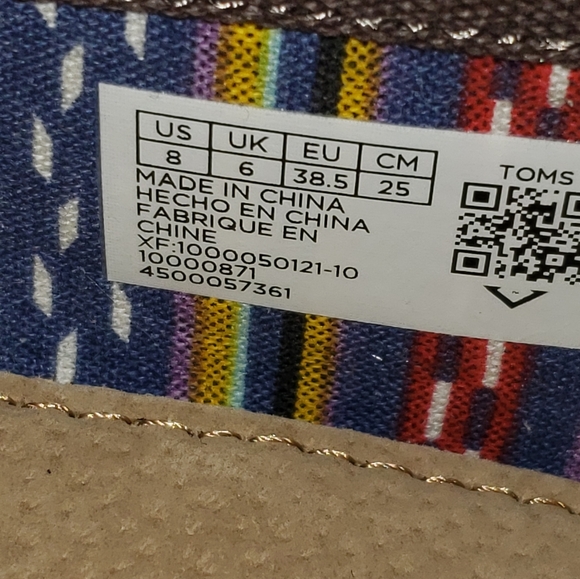 US UK EU CM
8 6 38.5 25
MADE IN CHINA
HECHO EN CHINA
FABRIQUE EN
CHINE
XF:1000050121-10
10000871
4500057361
TOMS